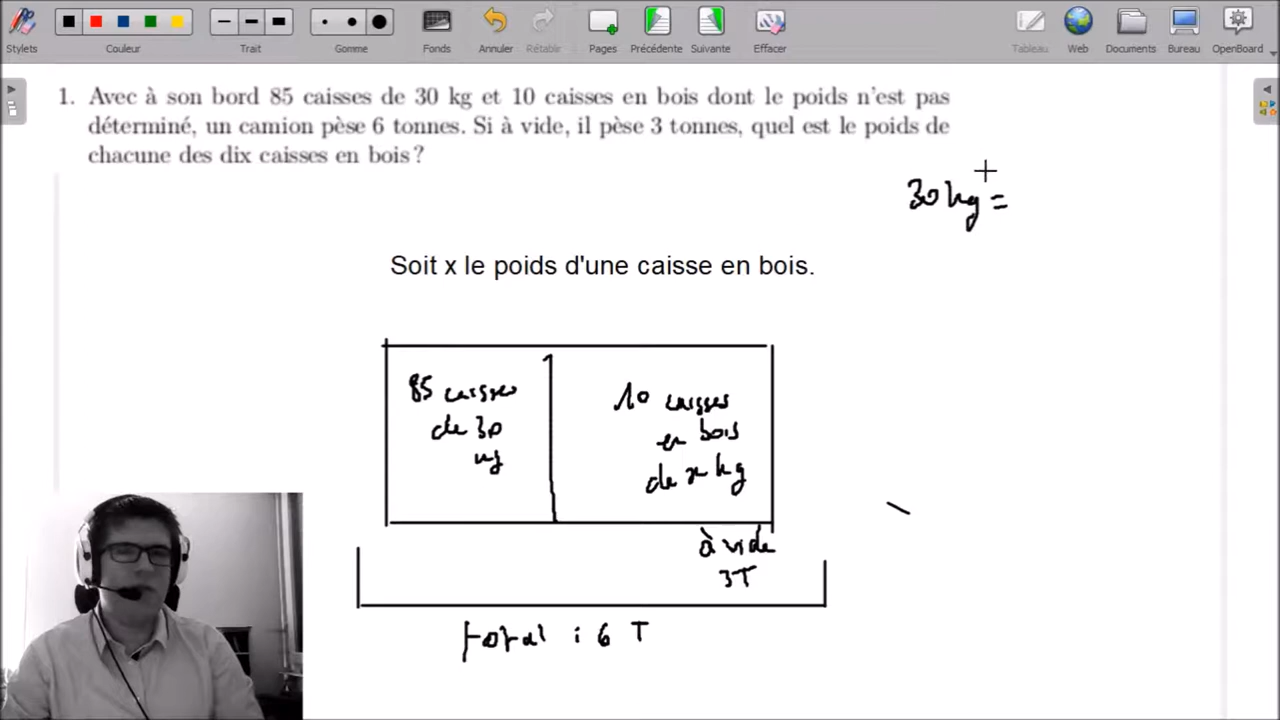 Stylets
Couleur
Trait
Gomme
Fonds
Annuler
Rétablir
Pages
Précédente
Suivante
Effacer
Tableau
Web
Documents
Bureau
OpenBoard
1. Avec à son bord 85 caisses de 30 kg et 10 caisses en bois dont le poids n'est pas
déterminé, un camion pèse 6 tonnes. Si à vide, il pèse 3 tonnes, quel est le poids de
chacune des dix caisses en bois ?
30 kg =
Soit x le poids d'une caisse en bois.
85 caisses
de 30
kg
10 caisses
en bois
de x kg
à vide
3T
total : 6 T